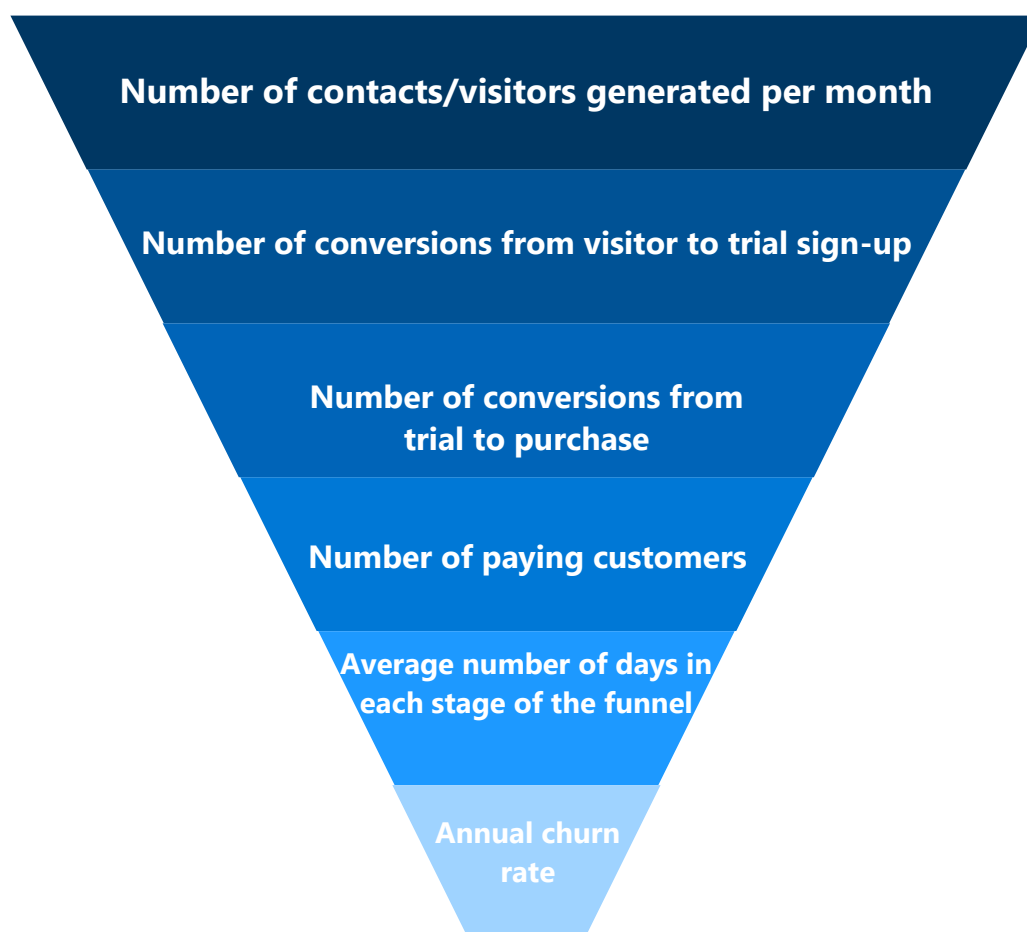 Number of contacts/visitors generated per month
Number of conversions from visitor to trial sign-up
Number of conversions from
trial to purchase
Number of paying customers
Average number of days in
each stage of the funnel
Annual churn
rate